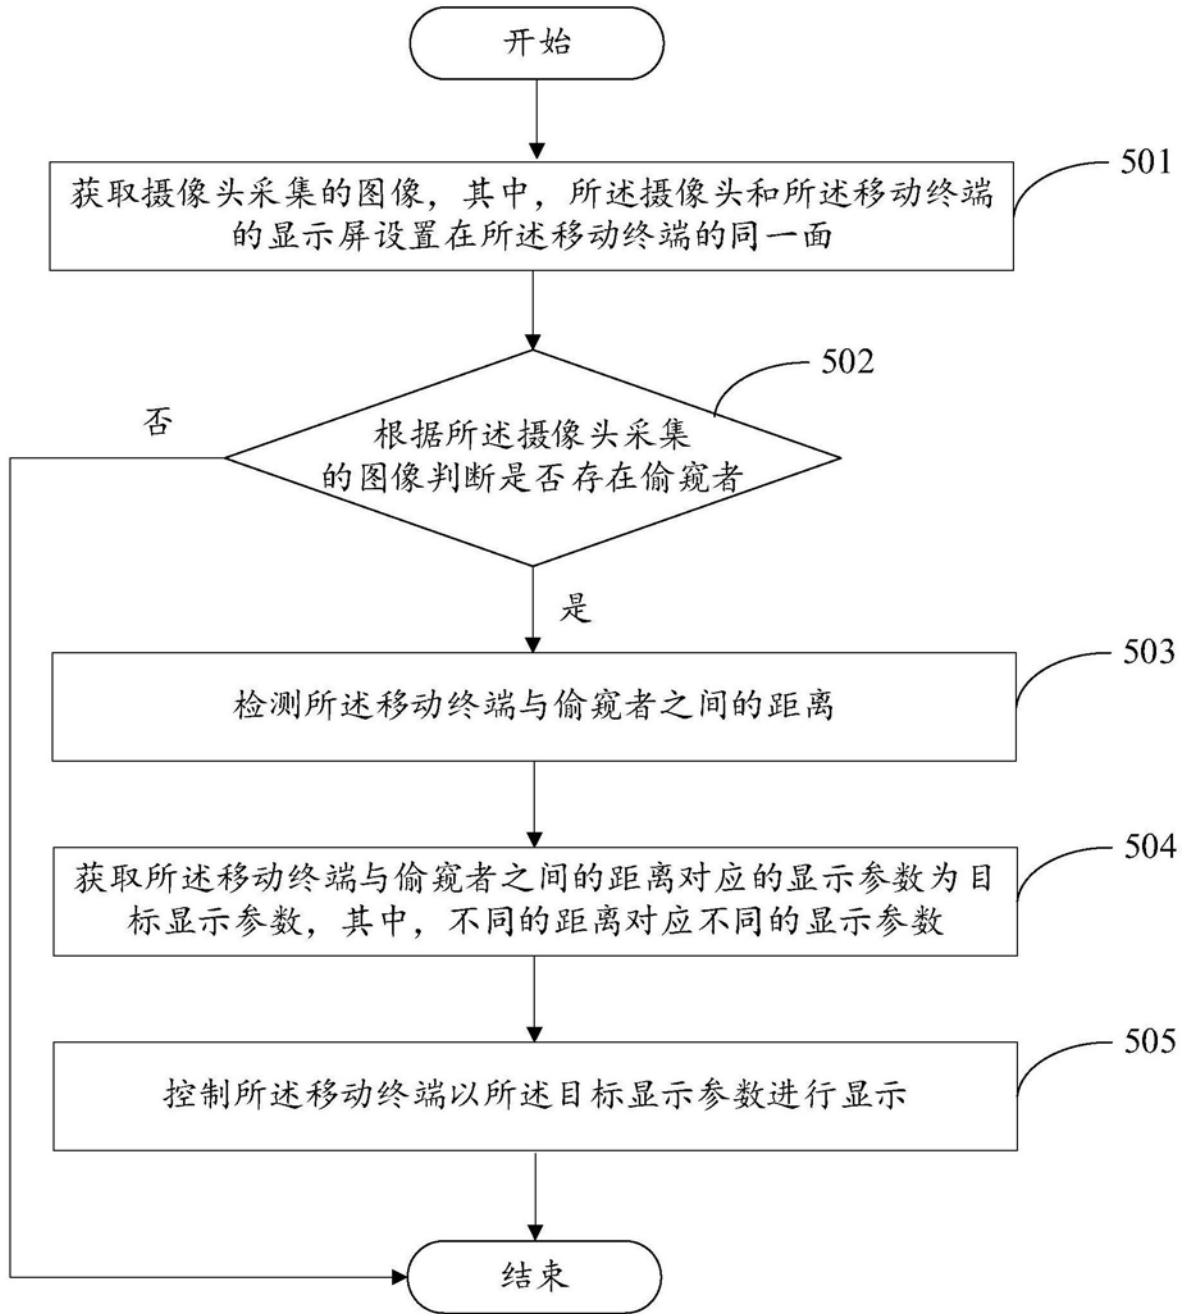 开始
501
获取摄像头采集的图像，其中，所述摄像头和所述移动终端
的显示屏设置在所述移动终端的同一面
502
否
根据所述摄像头采集
的图像判断是否存在偷窥者
是
503
检测所述移动终端与偷窥者之间的距离
504
获取所述移动终端与偷窥者之间的距离对应的显示参数为目
标显示参数，其中，不同的距离对应不同的显示参数
505
控制所述移动终端以所述目标显示参数进行显示
结束